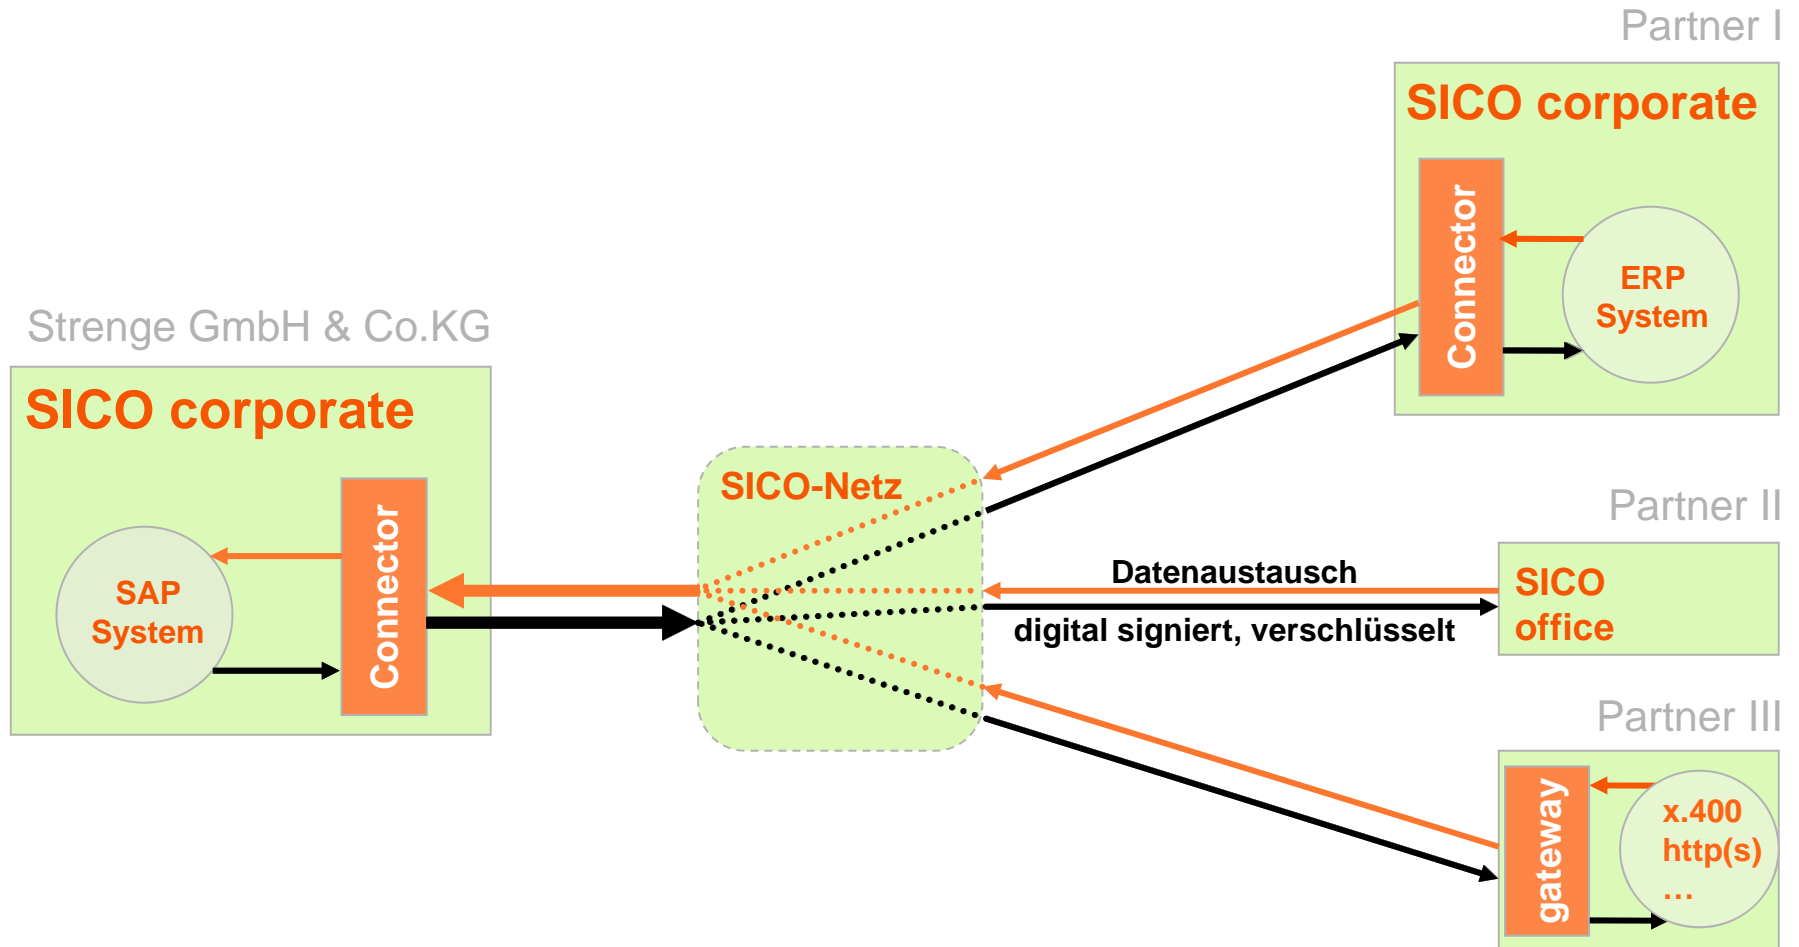 Partner I
SICO corporate
Connector
ERP
System
Strenge GmbH & Co.KG
SICO corporate
Connector
SAP
System
SICO-Netz
Datenaustausch
digital signiert, verschlüsselt
Partner II
SICO
office
Partner III
gateway
x.400
http(s)
…